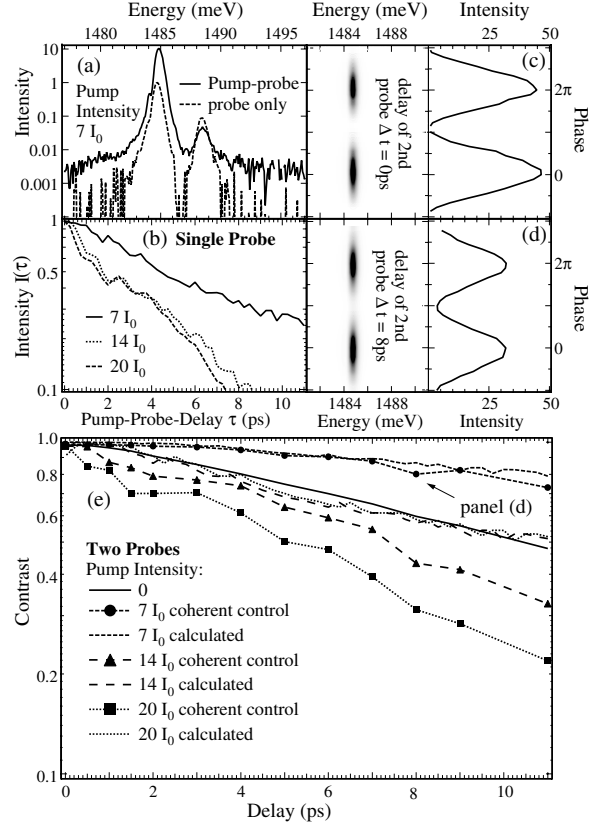 Energy (meV)
1480 1485 1490 1495
Energy (meV)
1484 1488
Intensity
0 25 50
(a)
Pump
Intensity
7 I0
Pump-probe
probe only
Intensity
10
1
0.1
0.01
0.001
delay of 2nd
probe Δ t = 0ps
(c)
2π
0
Phase
(b) Single Probe
7 I0
14 I0
20 I0
Intensity I(τ)
1
0.5
0.1
0 2 4 6 8 10
Pump-Probe-Delay τ (ps)
delay of 2nd
probe Δ t = 8ps
1484 1488
Energy (meV)
(d)
2π
0
Phase
25 50
Intensity
1.0
0.8
0.6
0.4
0.2
0.1
Contrast
(e)
panel (d)
Two Probes
Pump Intensity:
0
7 I0 coherent control
7 I0 calculated
14 I0 coherent control
14 I0 calculated
20 I0 coherent control
20 I0 calculated
0 2 4 6 8 10
Delay (ps)